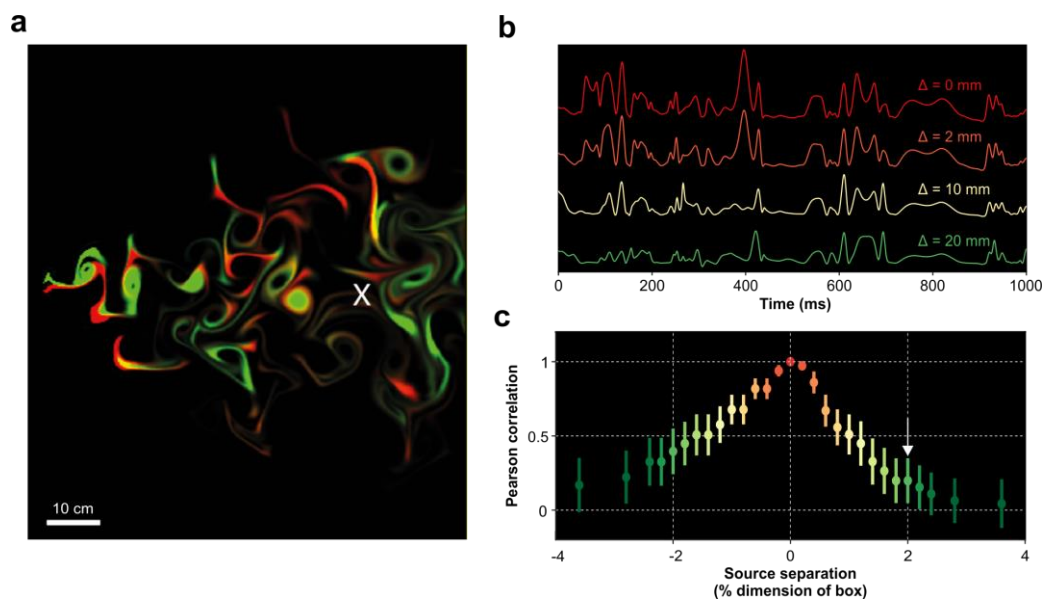 a
X
10 cm
b
Δ = 0 mm
Δ = 2 mm
Δ = 10 mm
Δ = 20 mm
0 200 400 600 800 1000
Time (ms)
c
Pearson correlation
1
0.5
0
-4 -2 0 2 4
Source separation
(% dimension of box)